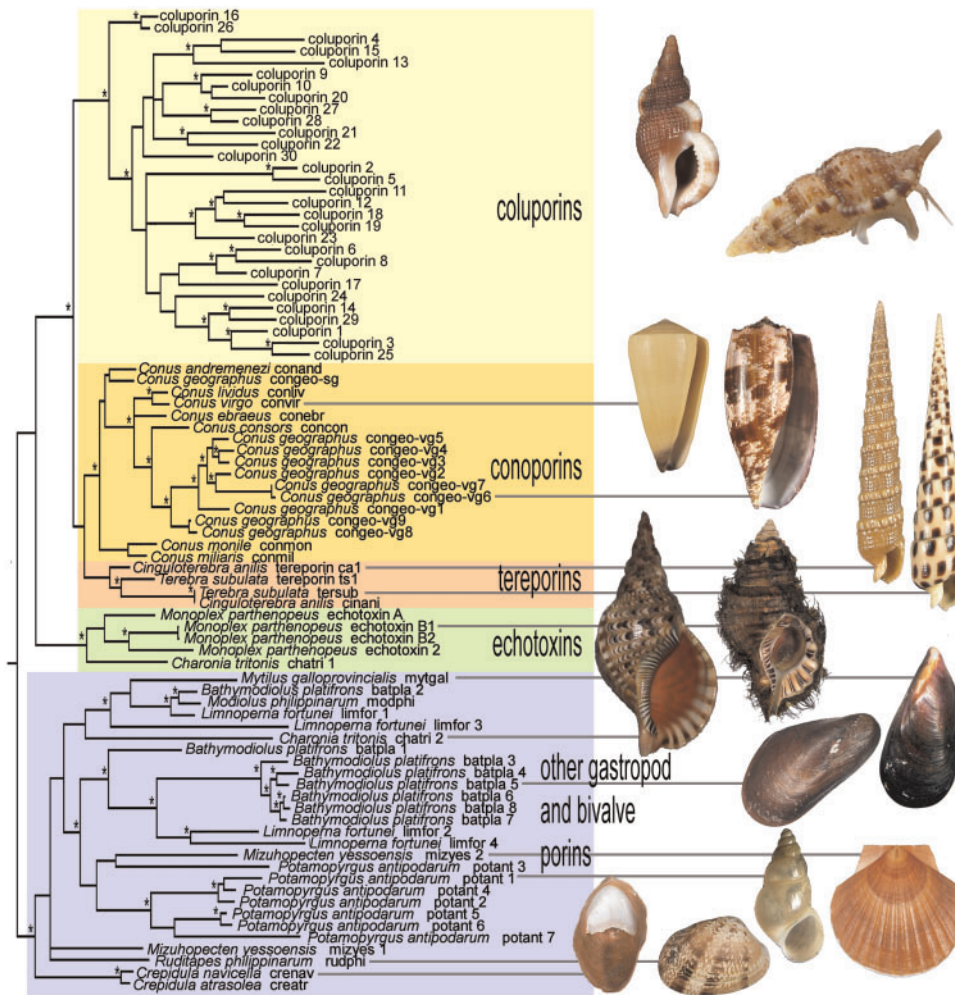 coluporin 16
coluporin 26
coluporin 4
coluporin 15
coluporin 13
coluporin 9
coluporin 10
coluporin 20
coluporin 27
coluporin 28
coluporin 21
coluporin 22
coluporin 30
coluporin 2
coluporin 5
coluporin 11
coluporin 12
coluporin 18
coluporin 19
coluporin 23
coluporin 6
coluporin 8
coluporin 7
coluporin 17
coluporin 24
coluporin 14
coluporin 29
coluporin 1
coluporin 3
coluporin 25
coluporins
Conus andremenezi conand
Conus geographus congeo-sg
Conus lividus conliv
Conus virgo convir
Conus ebraeus conebr
Conus consors concon
Conus geographus congeo-vg5
Conus geographus congeo-vg4
Conus geographus congeo-vg3
Conus geographus congeo-vg2
Conus geographus congeo-vg7
Conus geographus congeo-vg6
Conus geographus congeo-vg1
Conus geographus congeo-vg9
Conus geographus congeo-vg8
Conus monile conmon
Conus miliaris conmil
conoporins
Cinguloterebra anilis tereporin ca1
Terebra subulata tereporin ts1
Terebra subulata tersub
Cinguloterebra anilis cinani
tereporins
Monoplex parthenopeus echotoxin A
Monoplex parthenopeus echotoxin B1
Monoplex parthenopeus echotoxin B2
Monoplex parthenopeus echotoxin 2
Charonia tritonis chatri 1
echotoxins
Mytilus galloprovincialis mytgal
Bathymodiolus platifrons batpla 2
Modiolus philippinarum modphi
Limnoperna fortunei limfor 1
Limnoperna fortunei limfor 3
Charonia tritonis chatri 2
Bathymodiolus platifrons batpla 1
Bathymodiolus platifrons batpla 3
Bathymodiolus platifrons batpla 4
Bathymodiolus platifrons batpla 5
Bathymodiolus platifrons batpla 6
Bathymodiolus platifrons batpla 8
Bathymodiolus platifrons batpla 7
Limnoperna fortunei limfor 2
Limnoperna fortunei limfor 4
Mizuhopecten yessoensis mizyes 2
Potamopyrgus antipodarum potant 3
Potamopyrgus antipodarum potant 1
Potamopyrgus antipodarum potant 4
Potamopyrgus antipodarum potant 2
Potamopyrgus antipodarum potant 5
Potamopyrgus antipodarum potant 6
Potamopyrgus antipodarum potant 7
Mizuhopecten yessoensis mizyes 1
Ruditapes philippinarum rudphi
Crepidula navicella crenav
Crepidula atrasolea creatr
other gastropod
and bivalve
porins